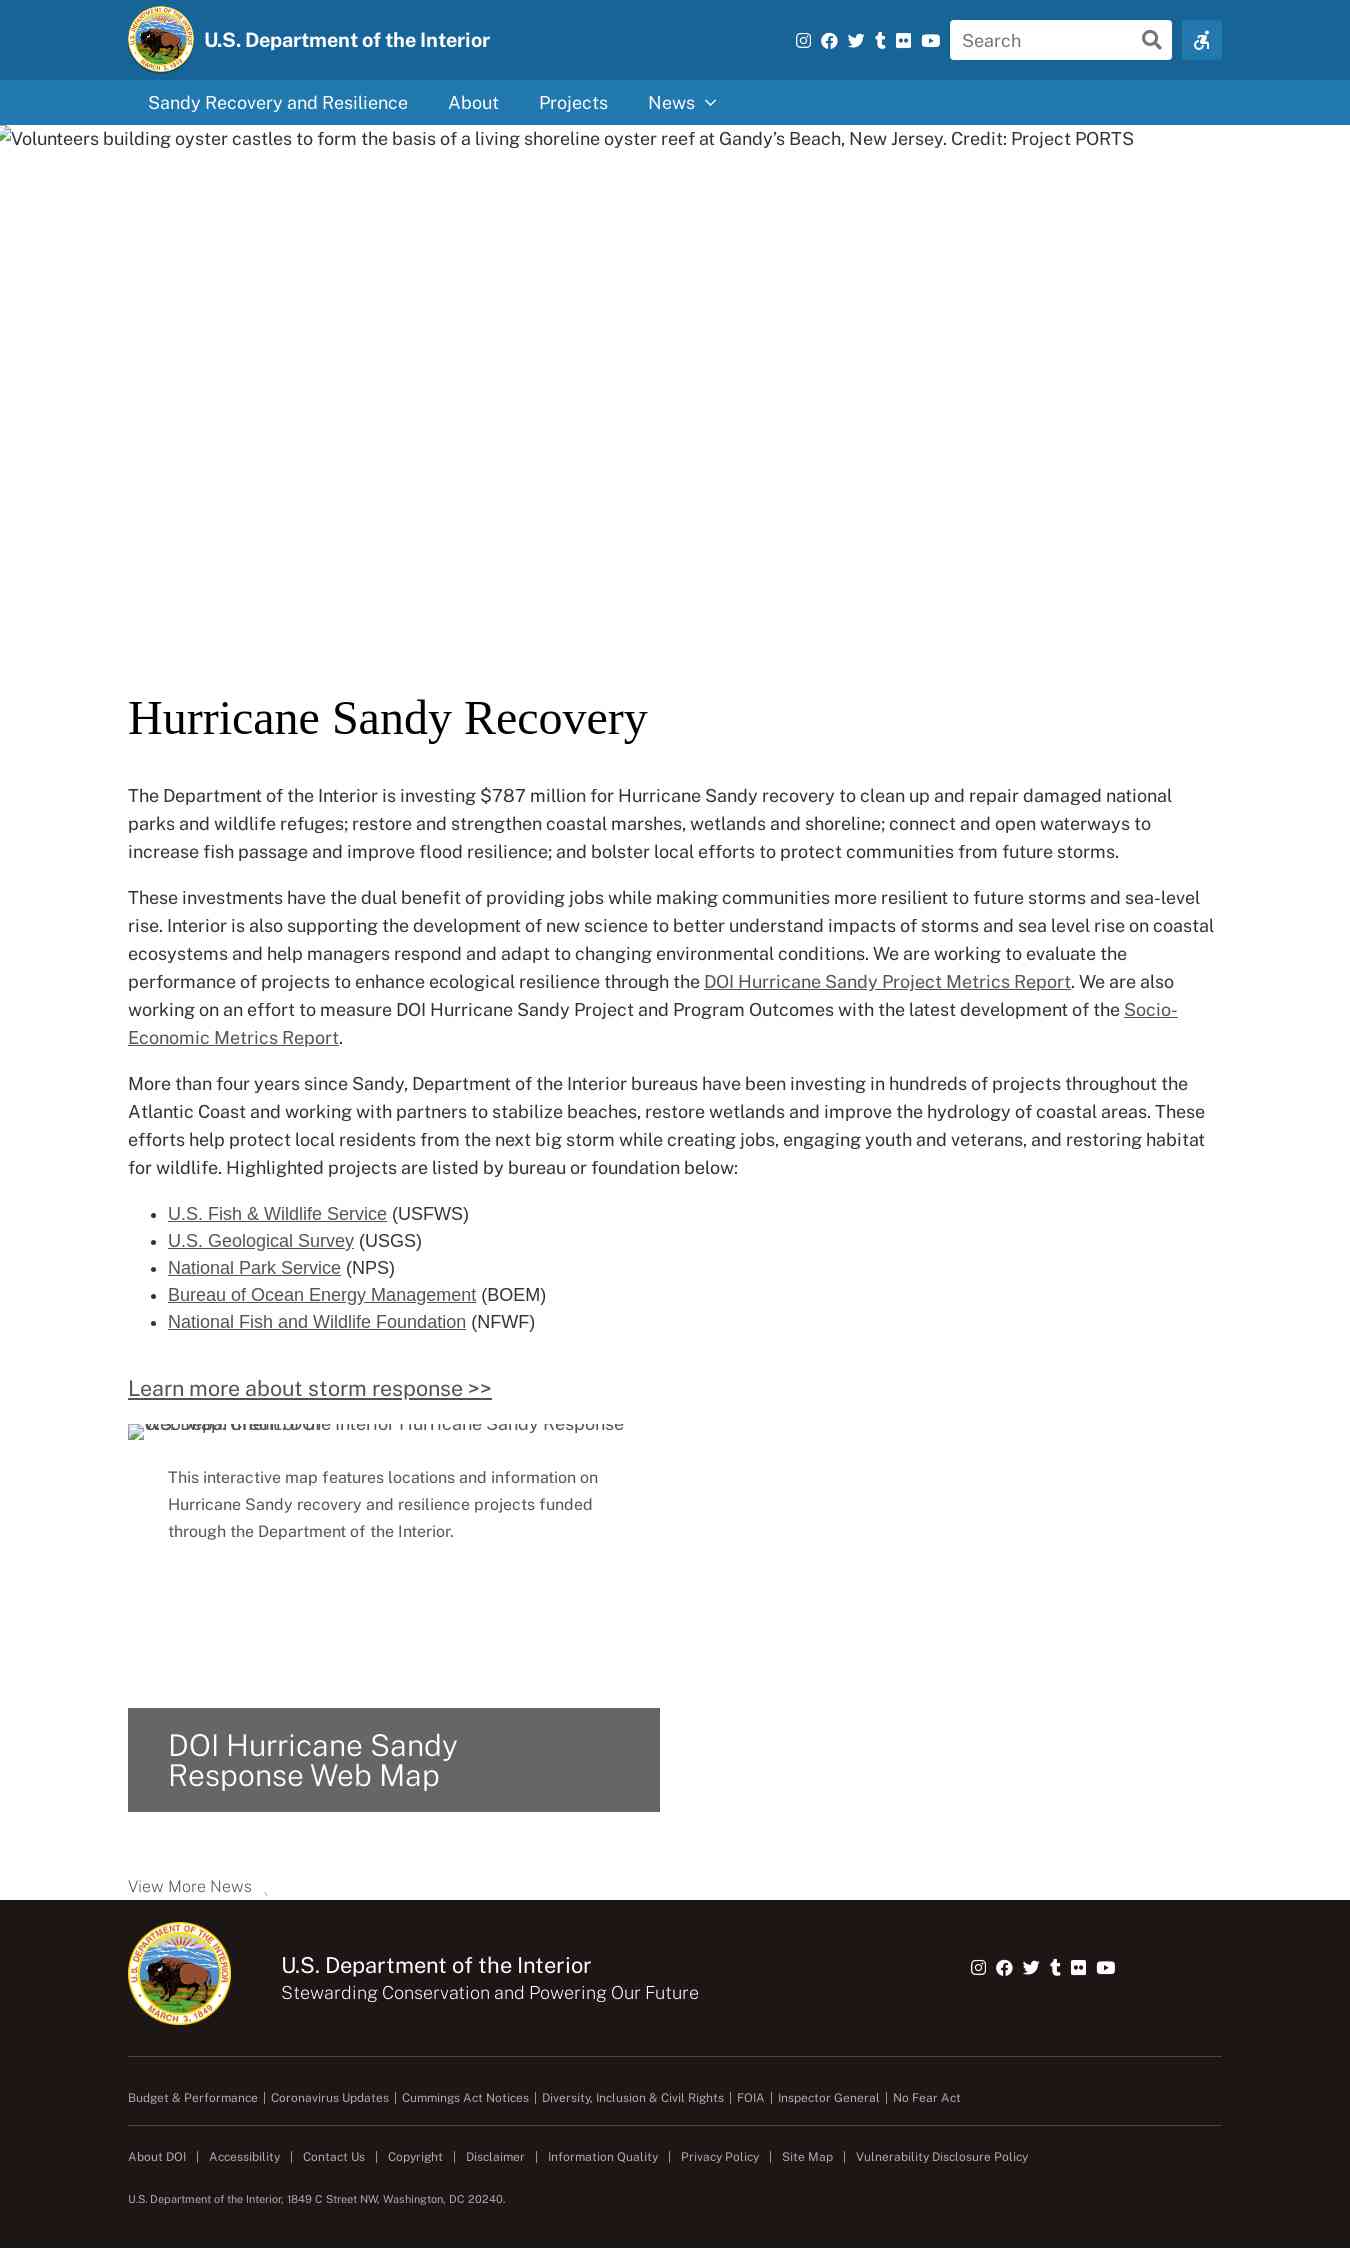 U.S. Department of the Interior
Search
Sandy Recovery and Resilience
About
Projects
News
Volunteers building oyster castles to form the basis of a living shoreline oyster reef at Gandy’s Beach, New Jersey. Credit: Project PORTS
Hurricane Sandy Recovery
The Department of the Interior is investing $787 million for Hurricane Sandy recovery to clean up and repair damaged national
parks and wildlife refuges; restore and strengthen coastal marshes, wetlands and shoreline; connect and open waterways to
increase fish passage and improve flood resilience; and bolster local efforts to protect communities from future storms.
These investments have the dual benefit of providing jobs while making communities more resilient to future storms and sea-level
rise. Interior is also supporting the development of new science to better understand impacts of storms and sea level rise on coastal
ecosystems and help managers respond and adapt to changing environmental conditions. We are working to evaluate the
performance of projects to enhance ecological resilience through the DOI Hurricane Sandy Project Metrics Report. We are also
working on an effort to measure DOI Hurricane Sandy Project and Program Outcomes with the latest development of the Socio-
Economic Metrics Report.
More than four years since Sandy, Department of the Interior bureaus have been investing in hundreds of projects throughout the
Atlantic Coast and working with partners to stabilize beaches, restore wetlands and improve the hydrology of coastal areas. These
efforts help protect local residents from the next big storm while creating jobs, engaging youth and veterans, and restoring habitat
for wildlife. Highlighted projects are listed by bureau or foundation below:
U.S. Fish & Wildlife Service (USFWS)
U.S. Geological Survey (USGS)
National Park Service (NPS)
Bureau of Ocean Energy Management (BOEM)
National Fish and Wildlife Foundation (NFWF)
Learn more about storm response >>
the Interior Hurricane Sandy Response
This interactive map features locations and information on
Hurricane Sandy recovery and resilience projects funded
through the Department of the Interior.
DOI Hurricane Sandy
Response Web Map
View More News
U.S. DEPARTMENT OF THE INTERIOR
MARCH 3, 1849
U.S. Department of the Interior
Stewarding Conservation and Powering Our Future
Budget & Performance | Coronavirus Updates | Cummings Act Notices | Diversity, Inclusion & Civil Rights | FOIA | Inspector General | No Fear Act
About DOI | Accessibility | Contact Us | Copyright | Disclaimer | Information Quality | Privacy Policy | Site Map | Vulnerability Disclosure Policy
U.S. Department of the Interior, 1849 C Street NW, Washington, DC 20240.